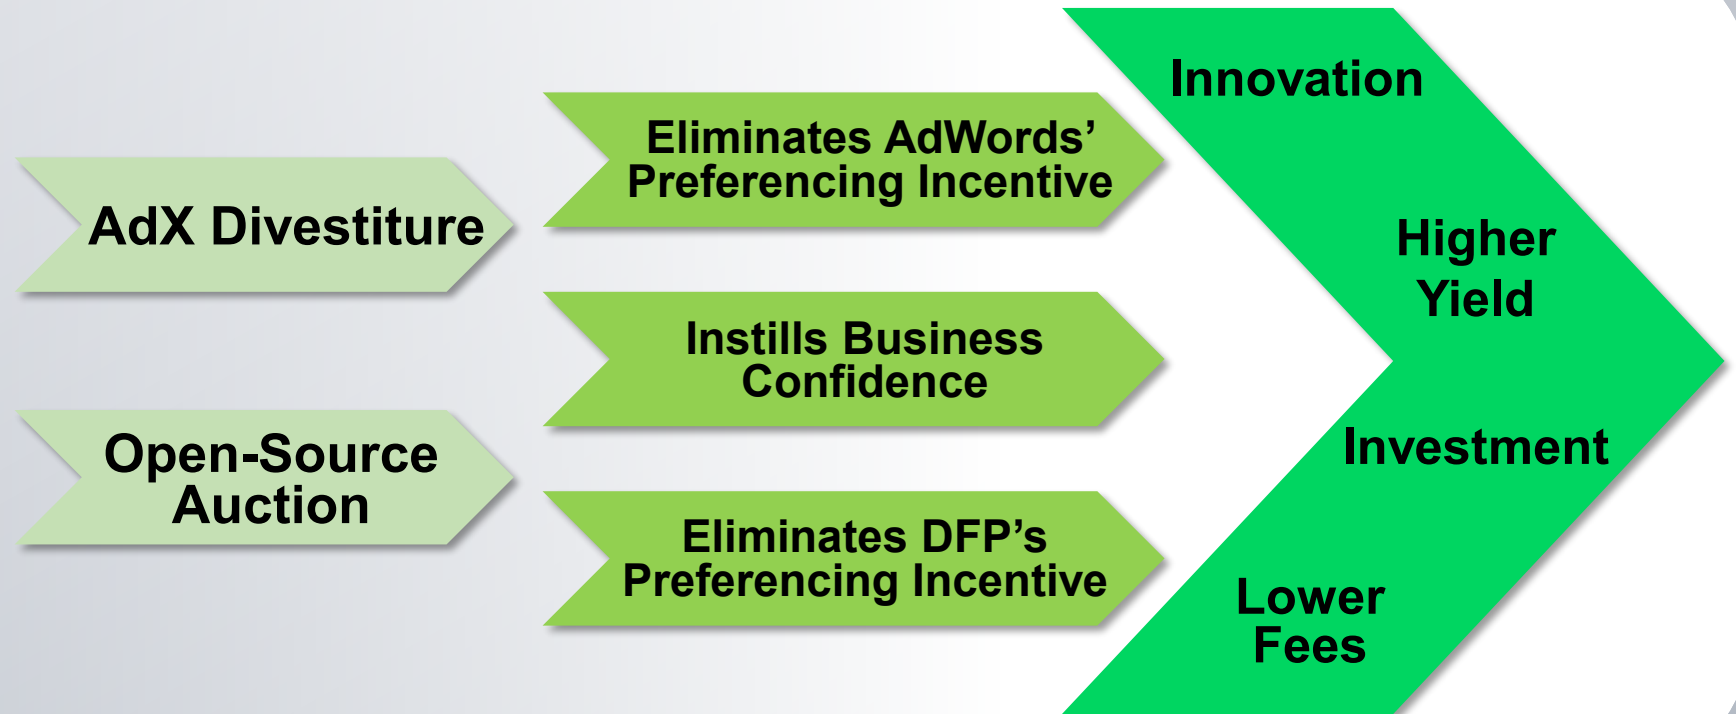 AdX Divestiture
Open-Source
Auction
Eliminates AdWords’
Preferencing Incentive
Instills Business
Confidence
Eliminates DFP’s
Preferencing Incentive
Innovation
Higher
Yield
Investment
Lower
Fees